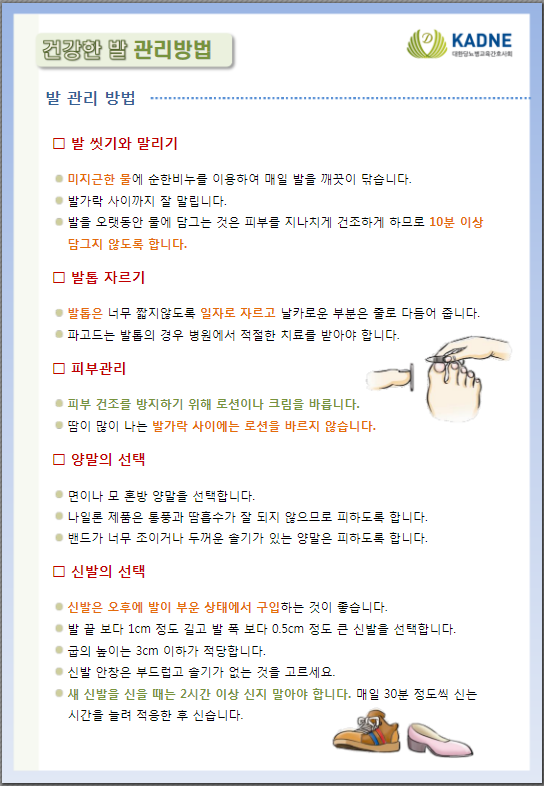 건강한 발 관리방법
KADNE
대한당뇨병교육간호사회
발 관리 방법
□ 발 씻기와 말리기
미지근한 물에 순한비누를 이용하여 매일 발을 깨끗이 닦습니다.
발가락 사이까지 잘 말립니다.
발을 오랫동안 물에 담그는 것은 피부를 지나치게 건조하게 하므로 10분 이상
담그지 않도록 합니다.
□ 발톱 자르기
발톱은 너무 짧지않도록 일자로 자르고 날카로운 부분은 줄로 다듬어 줍니다.
파고드는 발톱의 경우 병원에서 적절한 치료를 받아야 합니다.
□ 피부관리
피부 건조를 방지하기 위해 로션이나 크림을 바릅니다.
땀이 많이 나는 발가락 사이에는 로션을 바르지 않습니다.
□ 양말의 선택
면이나 모 혼방 양말을 선택합니다.
나일론 제품은 통풍과 땀흡수가 잘 되지 않으므로 피하도록 합니다.
밴드가 너무 조이거나 두꺼운 솔기가 있는 양말은 피하도록 합니다.
□ 신발의 선택
신발은 오후에 발이 부운 상태에서 구입하는 것이 좋습니다.
발 끝 보다 1cm 정도 길고 발 폭 보다 0.5cm 정도 큰 신발을 선택합니다.
굽의 높이는 3cm 이하가 적당합니다.
신발 안창은 부드럽고 솔기가 없는 것을 고르세요.
새 신발을 신을 때는 2시간 이상 신지 말아야 합니다. 매일 30분 정도씩 신는
시간을 늘려 적응한 후 신습니다.